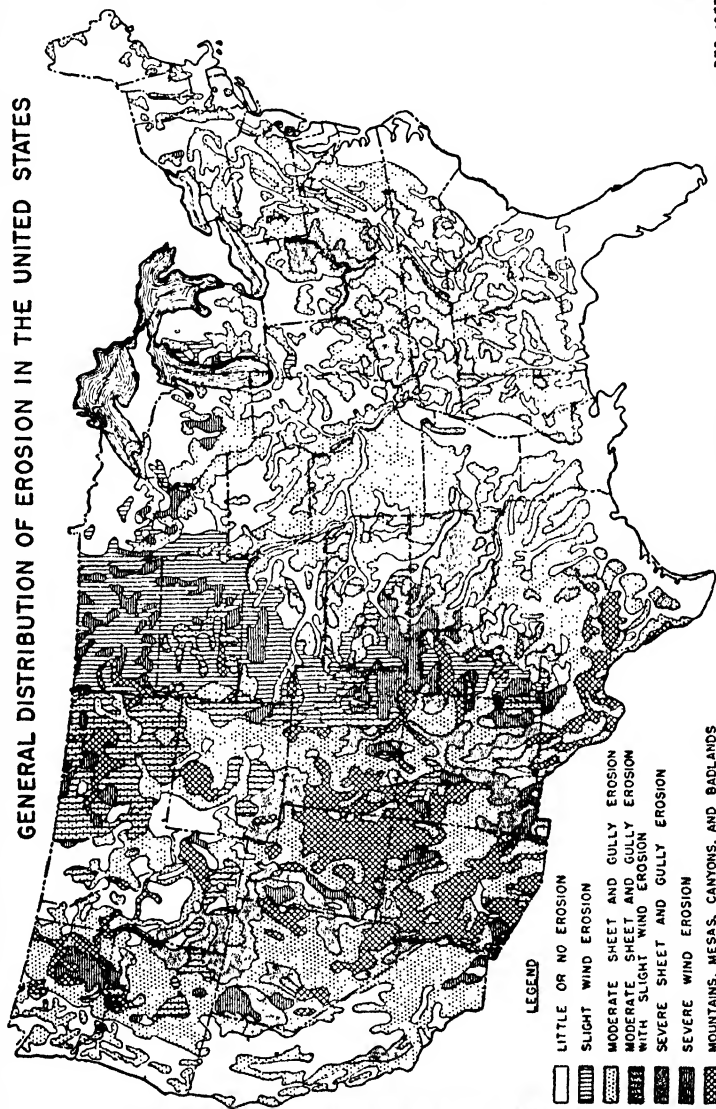 GENERAL DISTRIBUTION OF EROSION IN THE UNITED STATES
LEGEND
LITTLE OR NO EROSION
SLIGHT WIND EROSION
MODERATE SHEET AND GULLY EROSION
MODERATE SHEET AND GULLY EROSION
WITH SLIGHT WIND EROSION
SEVERE SHEET AND GULLY EROSION
SEVERE WIND EROSION
MOUNTAINS, MESAS, CANYONS, AND BADLANDS